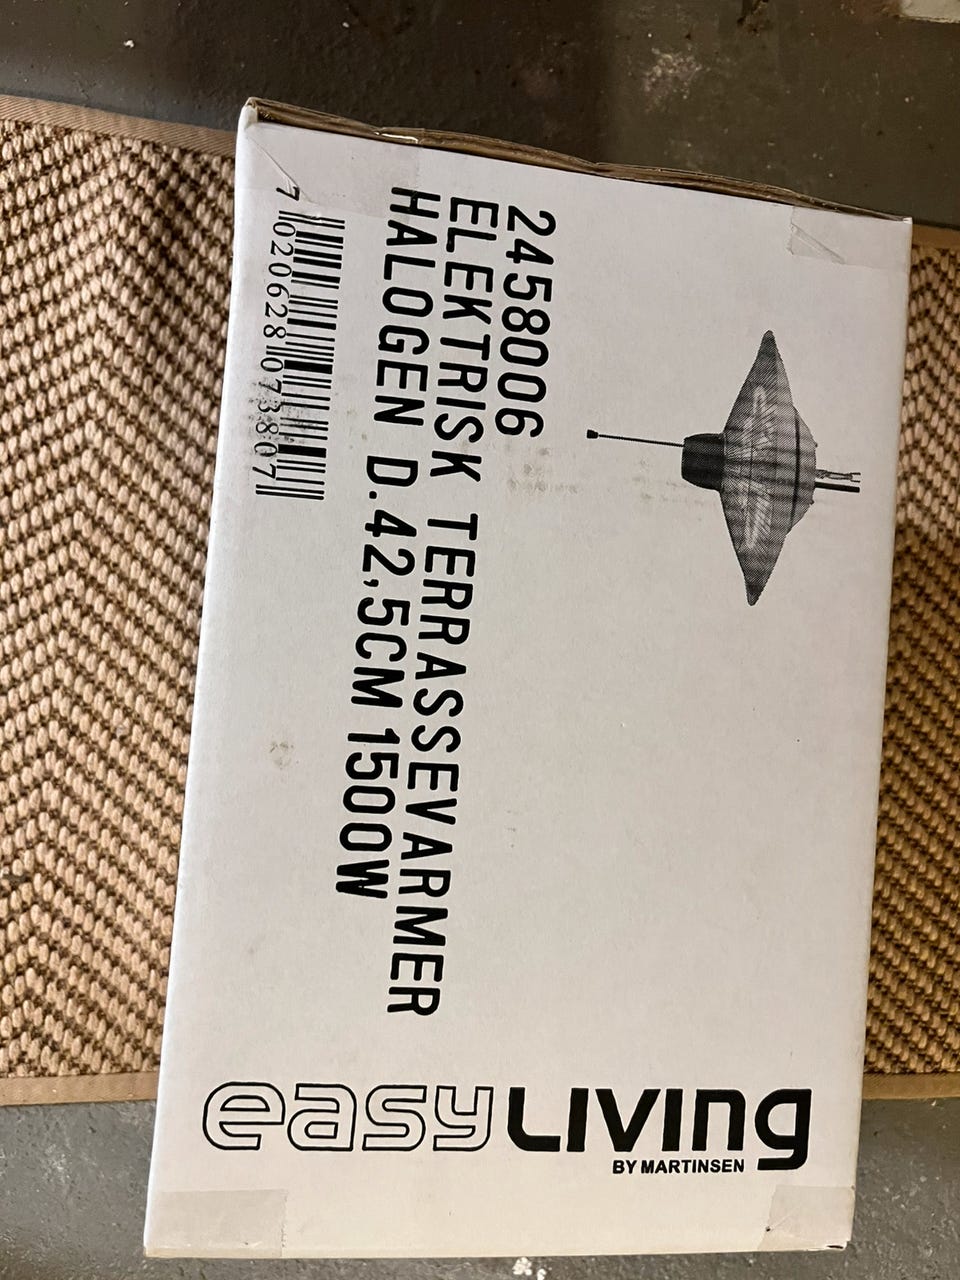 2458006
ELEKTRISK TERRASSEVARMER
HALOGEN D.42,5CM 1500W
7 020628 073807
easyLIVING
BY MARTINSEN